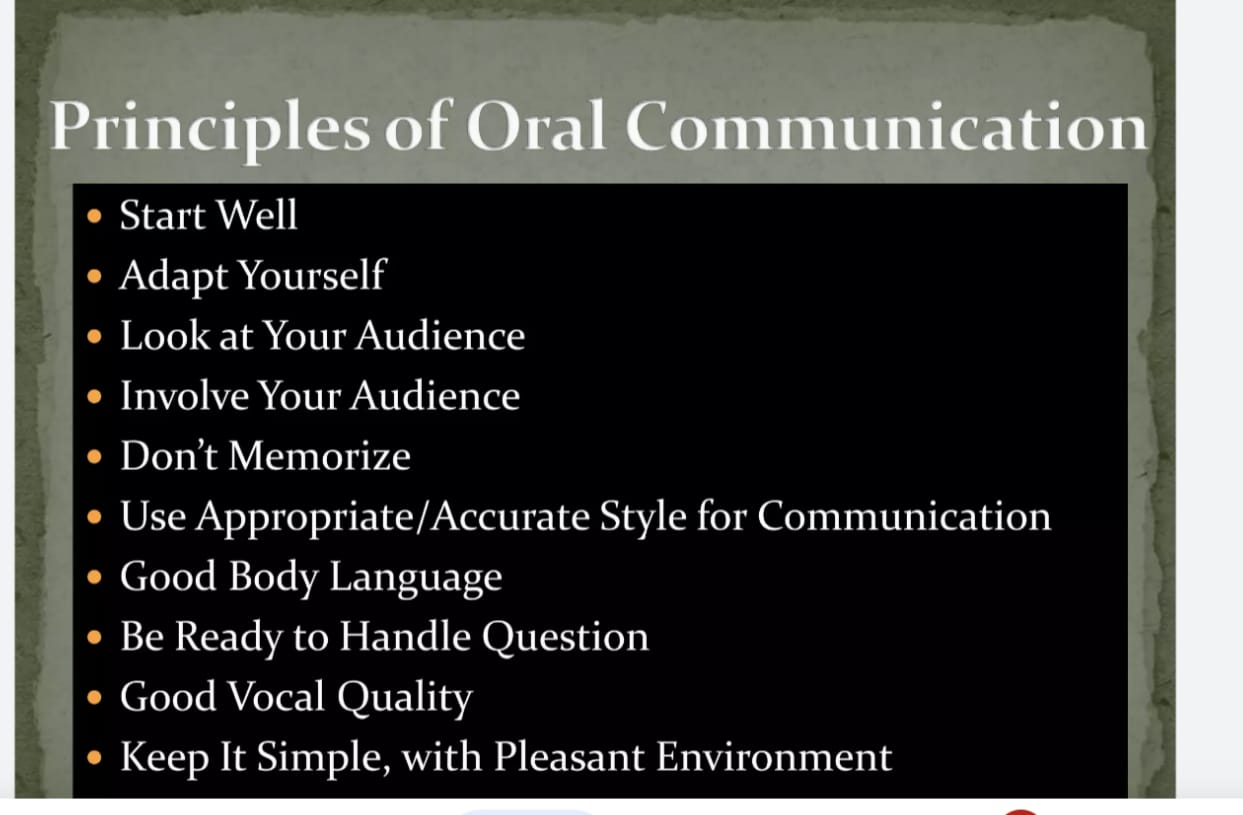 Principles of Oral Communication
• Start Well
• Adapt Yourself
• Look at Your Audience
• Involve Your Audience
• Don’t Memorize
• Use Appropriate/Accurate Style for Communication
• Good Body Language
• Be Ready to Handle Question
• Good Vocal Quality
• Keep It Simple, with Pleasant Environment